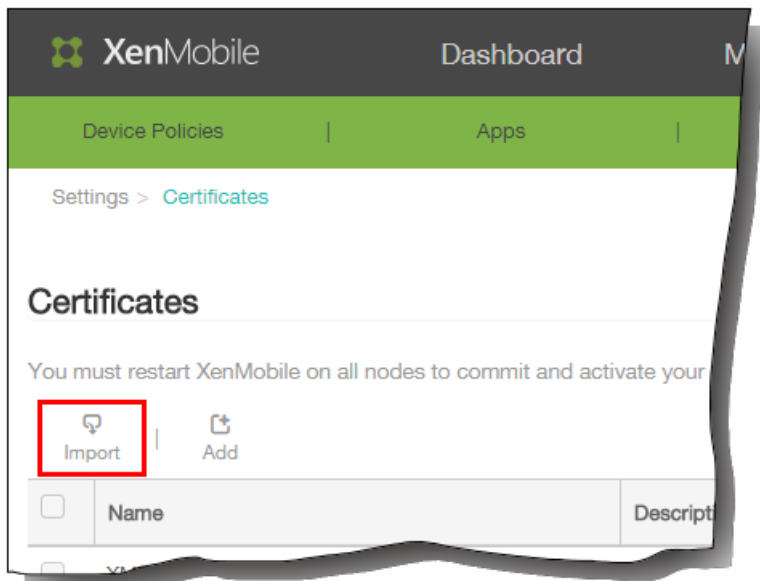 XenMobile Dashboard
Device Policies | Apps |
Settings > Certificates
Certificates
You must restart XenMobile on all nodes to commit and activate your
Import | Add
Name